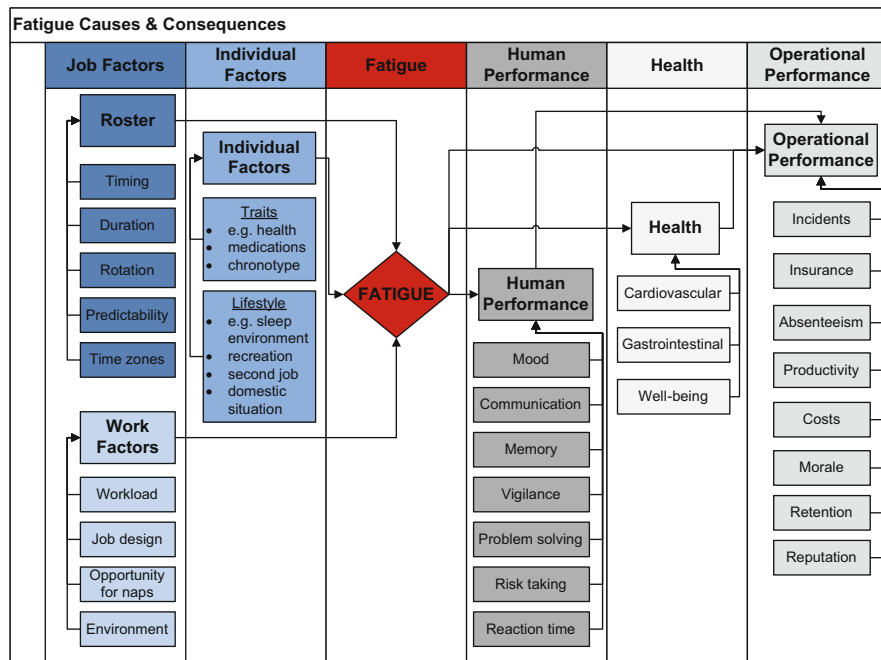 Fatigue Causes & Consequences
Job Factors
Individual
Factors
Fatigue
Human
Performance
Health
Operational
Performance
Roster
Timing
Duration
Rotation
Predictability
Time zones
Work
Factors
Workload
Job design
Opportunity
for naps
Environment
Individual
Factors
Traits
• e.g. health
• medications
• chronotype
Lifestyle
• e.g. sleep
environment
• recreation
• second job
• domestic
situation
FATIGUE
Human
Performance
Mood
Communication
Memory
Vigilance
Problem solving
Risk taking
Reaction time
Health
Cardiovascular
Gastrointestinal
Well-being
Operational
Performance
Incidents
Insurance
Absenteeism
Productivity
Costs
Morale
Retention
Reputation